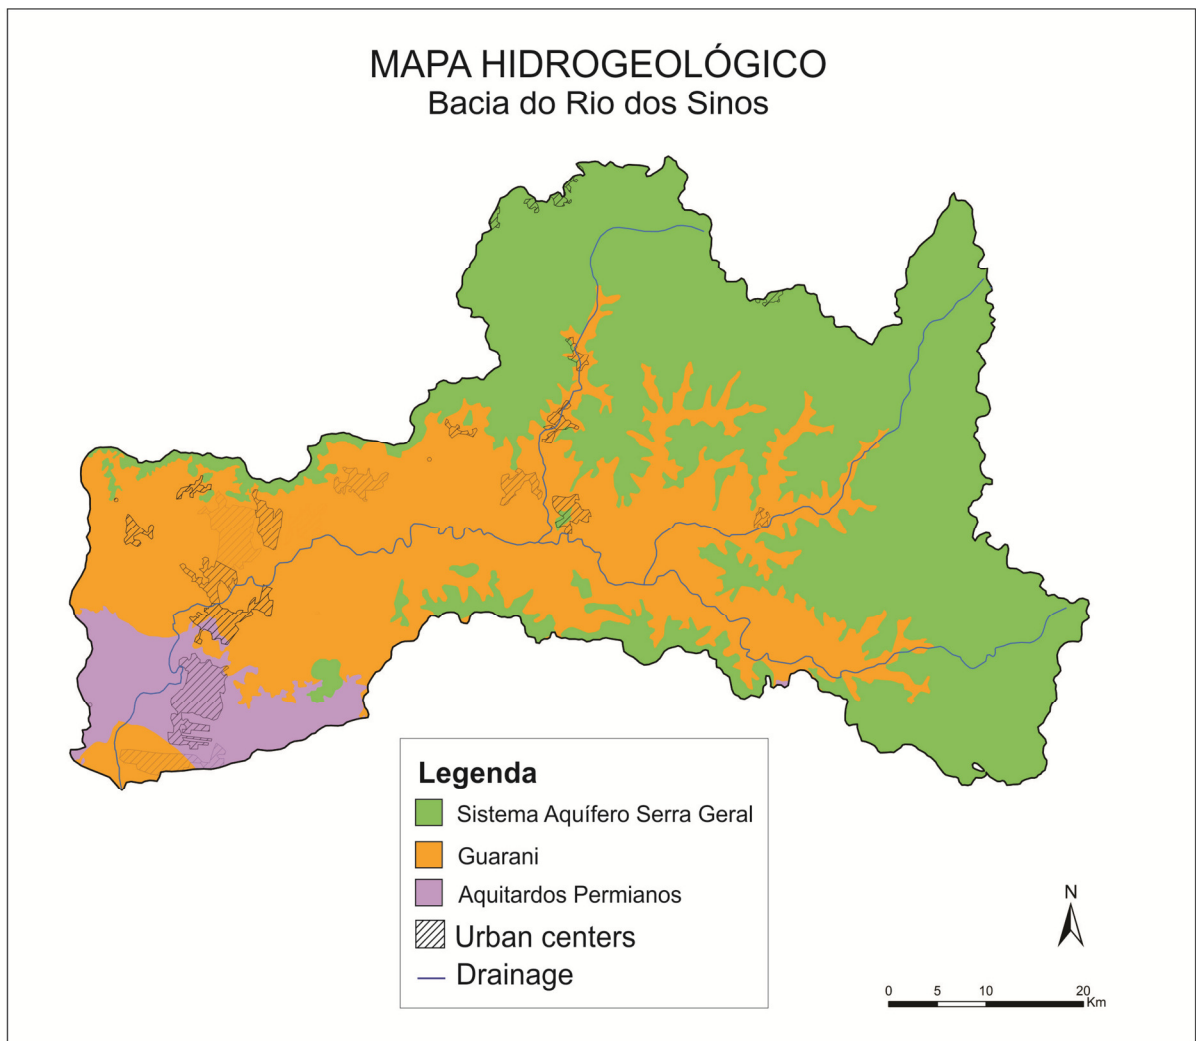 MAPA HIDROGEOLÓGICO
Bacia do Rio dos Sinos
Legenda
Sistema Aquífero Serra Geral
Guarani
Aquitardos Permianos
Urban centers
Drainage
N
0 5 10 20
Km